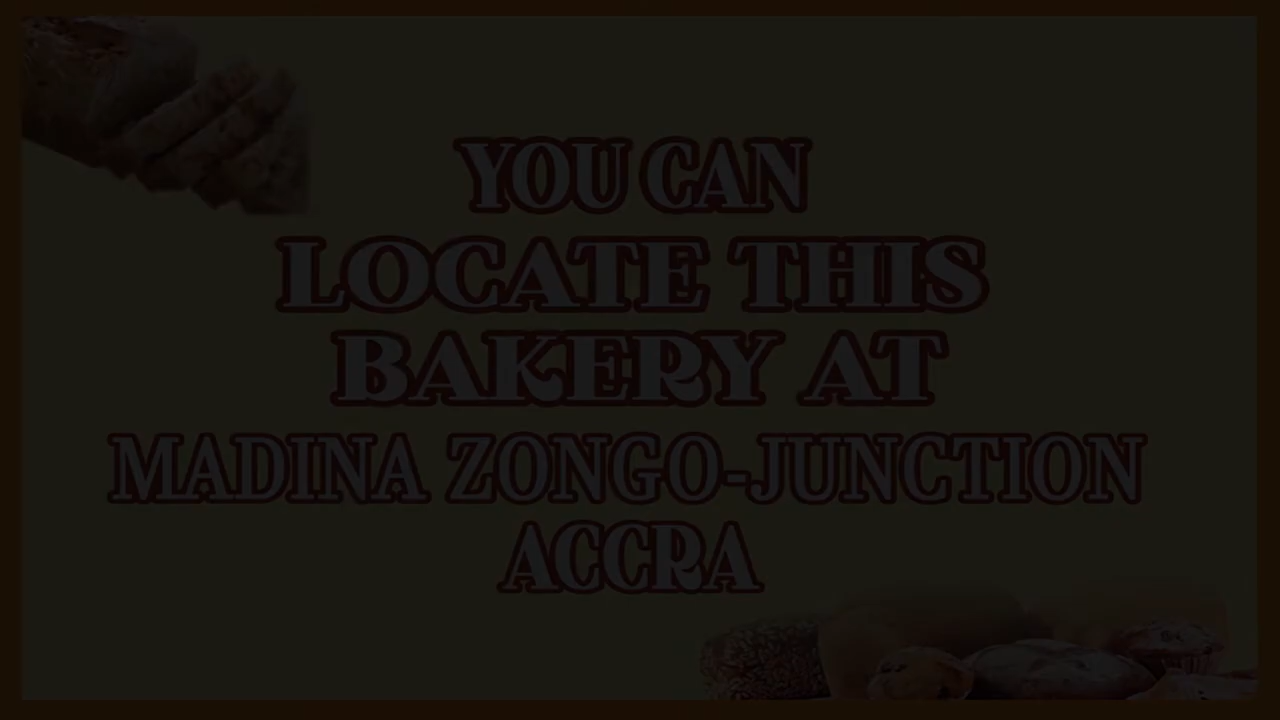 YOU CAN
LOCATE THIS
BAKERY AT
MADINA ZONGO-JUNCTION
ACCRA